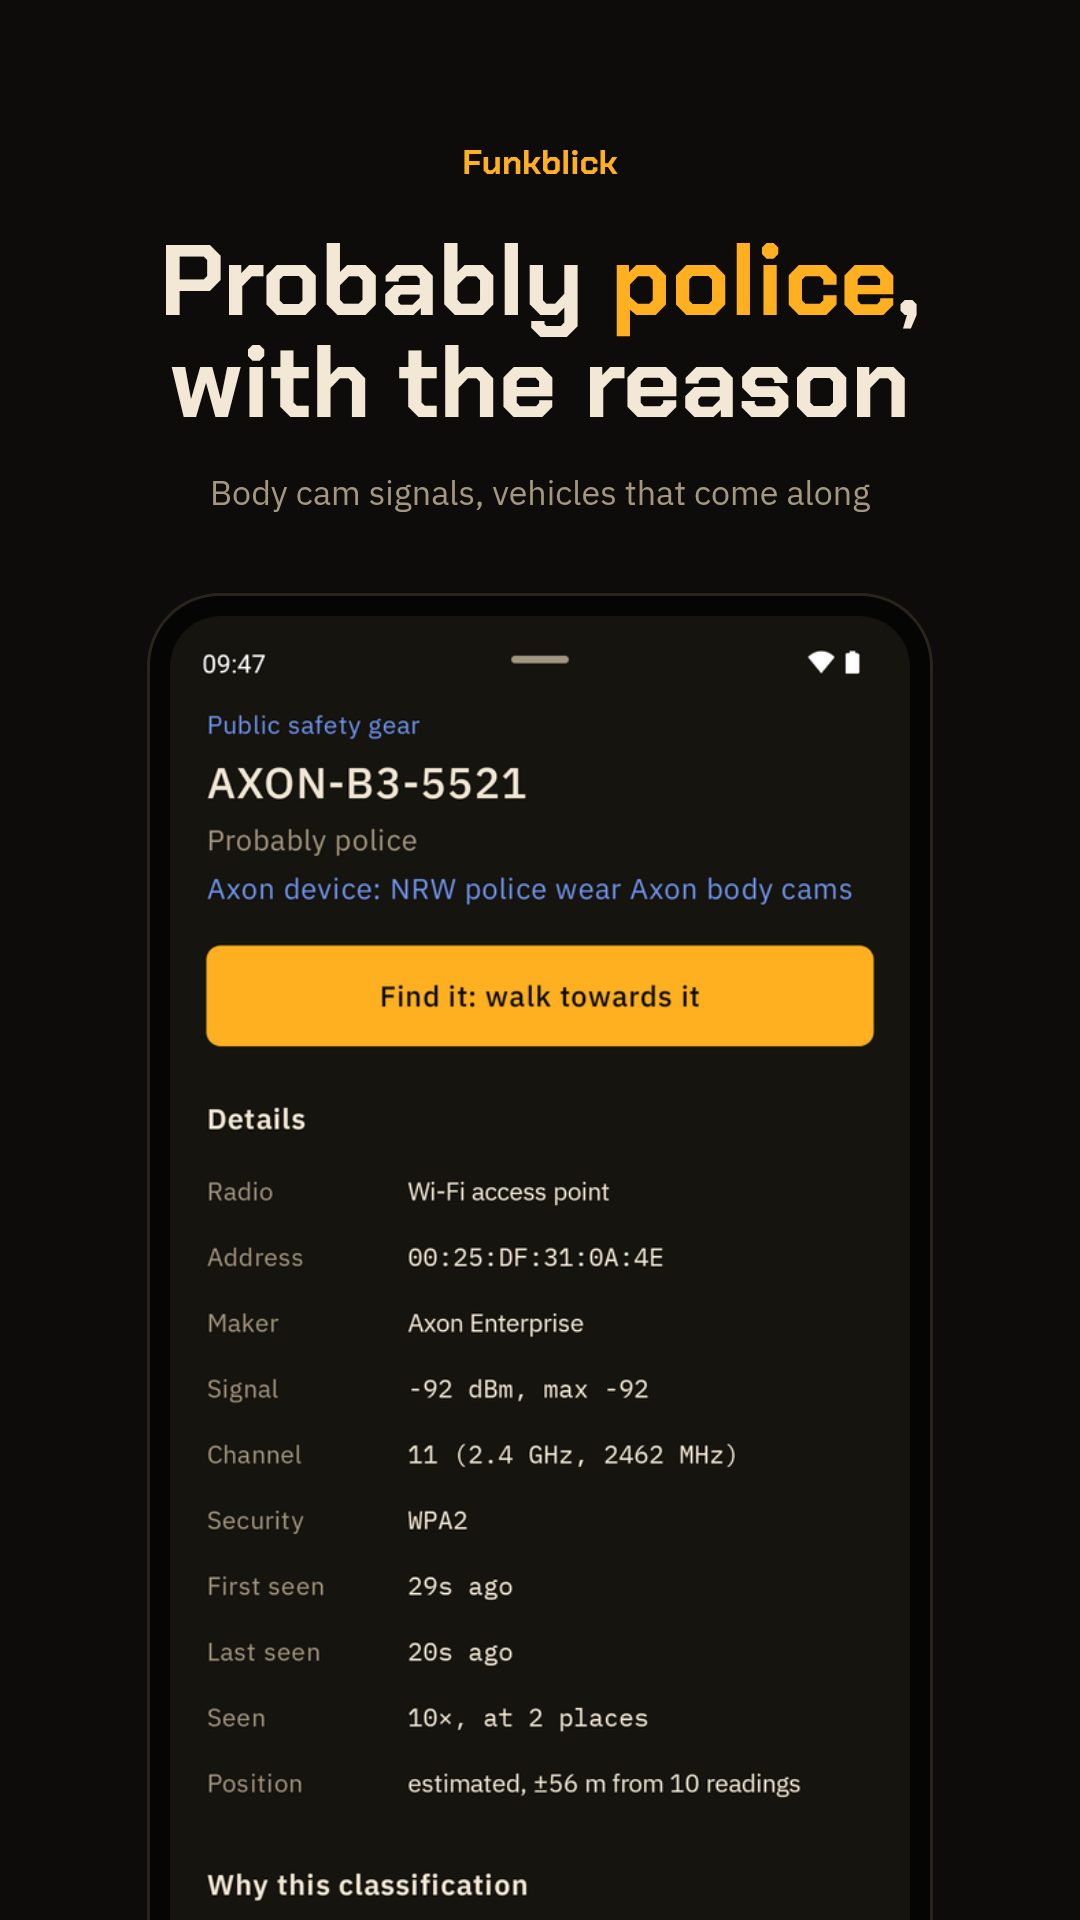 Funkblick
Probably police,
with the reason
Body cam signals, vehicles that come along
09:47
Public safety gear
AXON-B3-5521
Probably police
Axon device: NRW police wear Axon body cams
Find it: walk towards it
Details
Radio Wi-Fi access point
Address 00:25:DF:31:0A:4E
Maker Axon Enterprise
Signal -92 dBm, max -92
Channel 11 (2.4 GHz, 2462 MHz)
Security WPA2
First seen 29s ago
Last seen 20s ago
Seen 10×, at 2 places
Position estimated, ±56 m from 10 readings
Why this classification